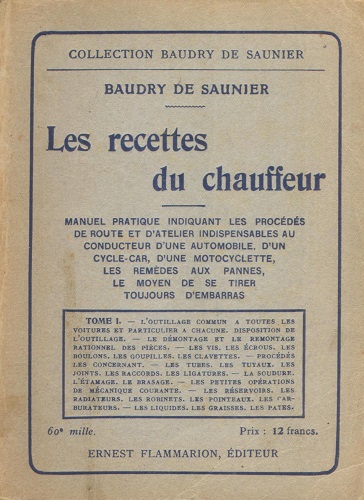 COLLECTION BAUDRY DE SAUNIER
BAUDRY DE SAUNIER
Les recettes
du chauffeur
MANUEL PRATIQUE INDIQUANT LES PROCÉDÉS
DE ROUTE ET D'ATELIER INDISPENSABLES AU
CONDUCTEUR D'UNE AUTOMOBILE, D'UN
CYCLE-CAR, D'UNE MOTOCYCLETTE,
LES REMÈDES AUX PANNES,
LE MOYEN DE SE TIRER
TOUJOURS D'EMBARRAS
TOME I. — L'OUTILLAGE COMMUN A TOUTES LES
VOITURES ET PARTICULIER A CHACUNE. DISPOSITION DE
L'OUTILLAGE. — LE DÉMONTAGE ET LE REMONTAGE
RATIONNEL DES PIÈCES. — LES VIS. LES ÉCROUS. LES
BOULONS. LES GOUPILLES. LES CLAVETTES. — PROCÉDÉS
LES CONCERNANT. — LES TUBES. LES TUYAUX. LES
JOINTS. LES RACCORDS. LES LIGATURES. — LA SOUDURE.
L'ÉTAMAGE. LE BRASAGE. — LES PETITES OPÉRATIONS
DE MÉCANIQUE COURANTE. — LES RÉSERVOIRS. LES
RADIATEURS. LES ROBINETS. LES POINTEAUX. LES CAR-
BURATEURS. — LES LIQUIDES. LES GRAISSES. LES PATES.
60e mille.
Prix : 12 francs.
ERNEST FLAMMARION, ÉDITEUR